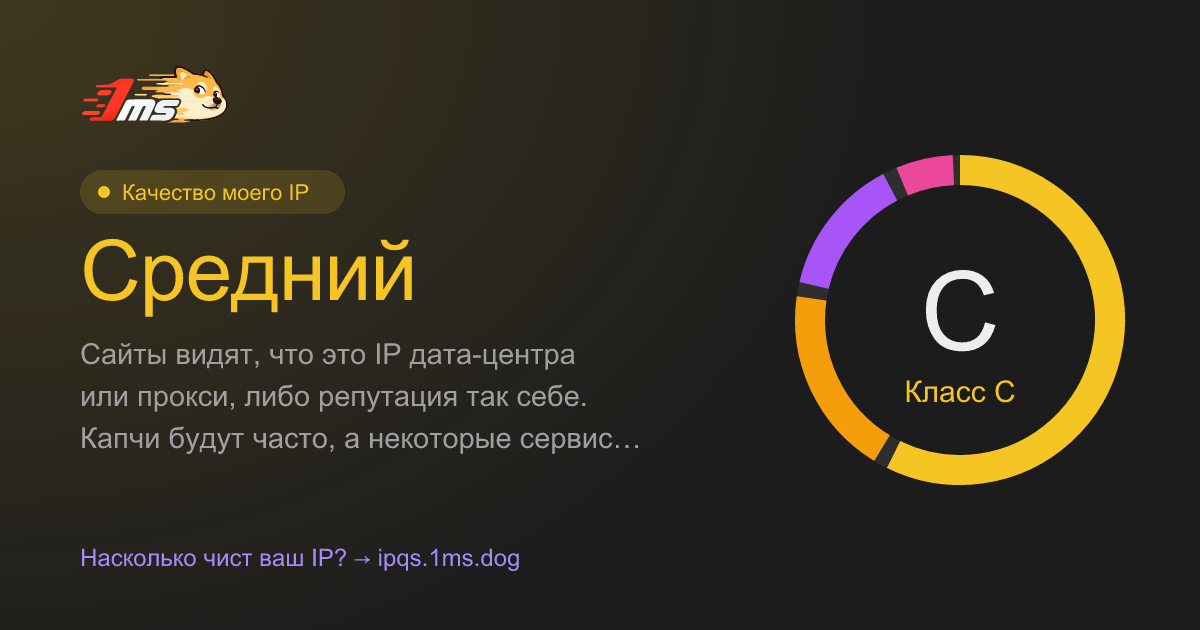 1ms
Качество моего IP
Средний
Сайты видят, что это IP дата-центра
или прокси, либо репутация так себе.
Капчи будут часто, а некоторые сервис…
Насколько чист ваш IP? → ipqs.1ms.dog
C
Класс C